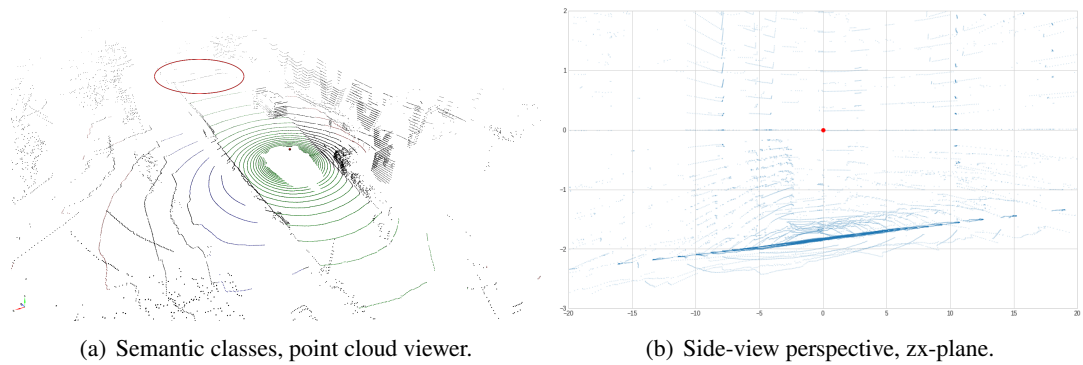 2
1
0
−1
−2
−3
−20 −15 −10 −5 0 5 10 15 20
(a) Semantic classes, point cloud viewer.
(b) Side-view perspective, zx-plane.